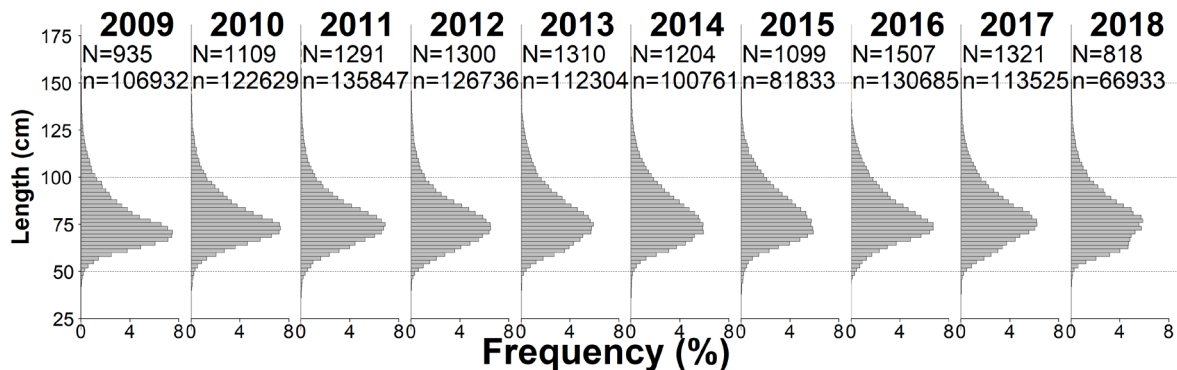 2009 2010 2011 2012 2013 2014 2015 2016 2017 2018
N=935 N=1109 N=1291 N=1300 N=1310 N=1204 N=1099 N=1507 N=1321 N=818
n=106932 n=122629 n=135847 n=126736 n=112304 n=100761 n=81833 n=130685 n=113525 n=66933
Length (cm)
175
150
125
100
75
50
25
0 4 8 0 4 8 0 4 8 0 4 8 0 4 8 0 4 8 0 4 8 0 4 8 0 4 8 0 4 8
Frequency (%)